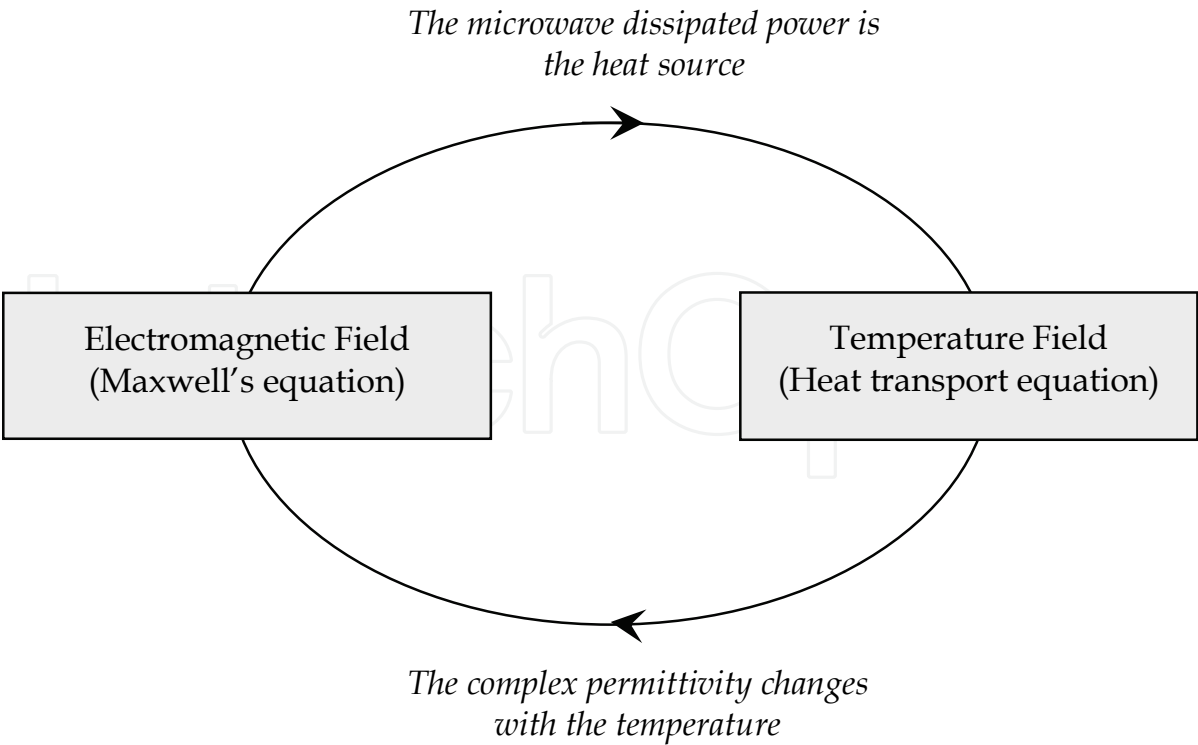 The microwave dissipated power is
the heat source
Electromagnetic Field
(Maxwell’s equation)
Temperature Field
(Heat transport equation)
The complex permittivity changes
with the temperature